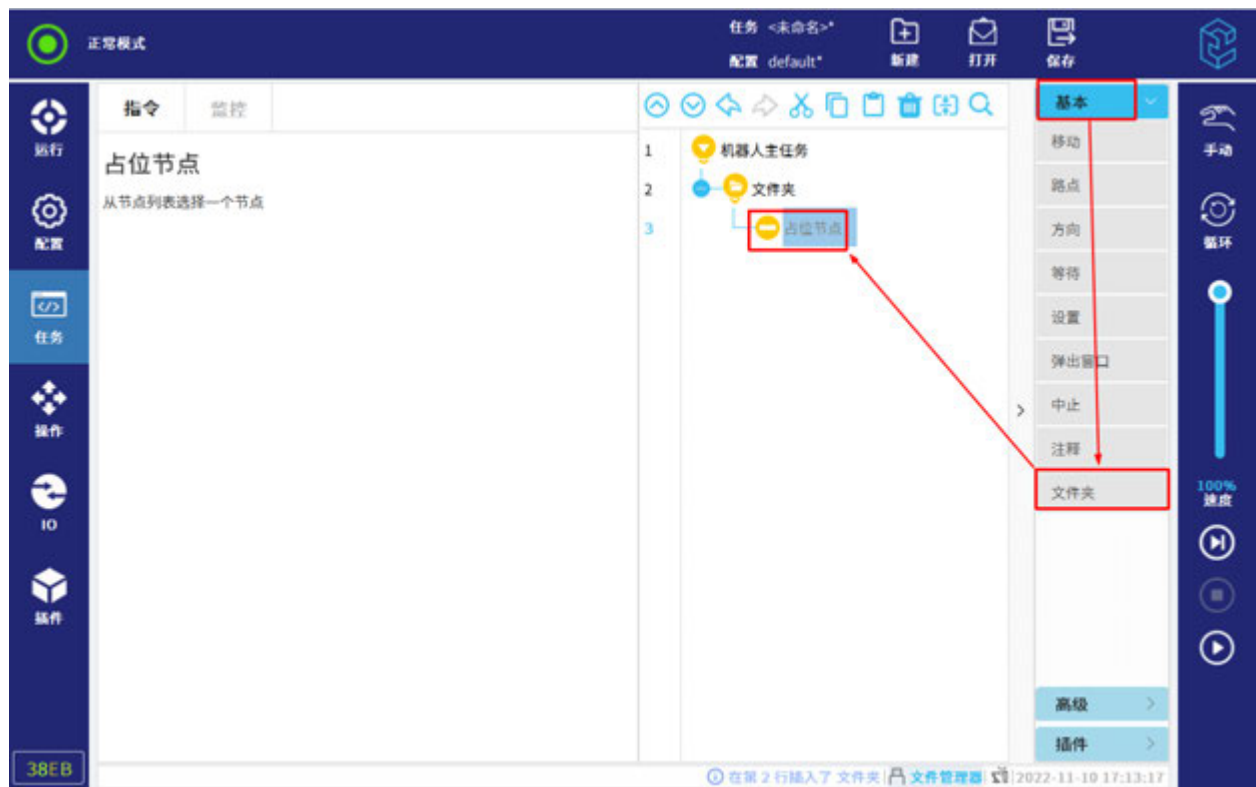 正常模式
任务 <未命名>*
配置 default*
新建
打开
保存
运行
配置
任务
操作
IO
插件
38EB
指令 监控
占位节点
从节点列表选择一个节点
1 机器人主任务
2 文件夹
3 占位节点
基本
移动
路点
方向
等待
设置
弹出窗口
中止
注释
文件夹
高级
插件
手动
循环
100%
速度
在第 2 行插入了 文件夹 文件管理器 2022-11-10 17:13:17